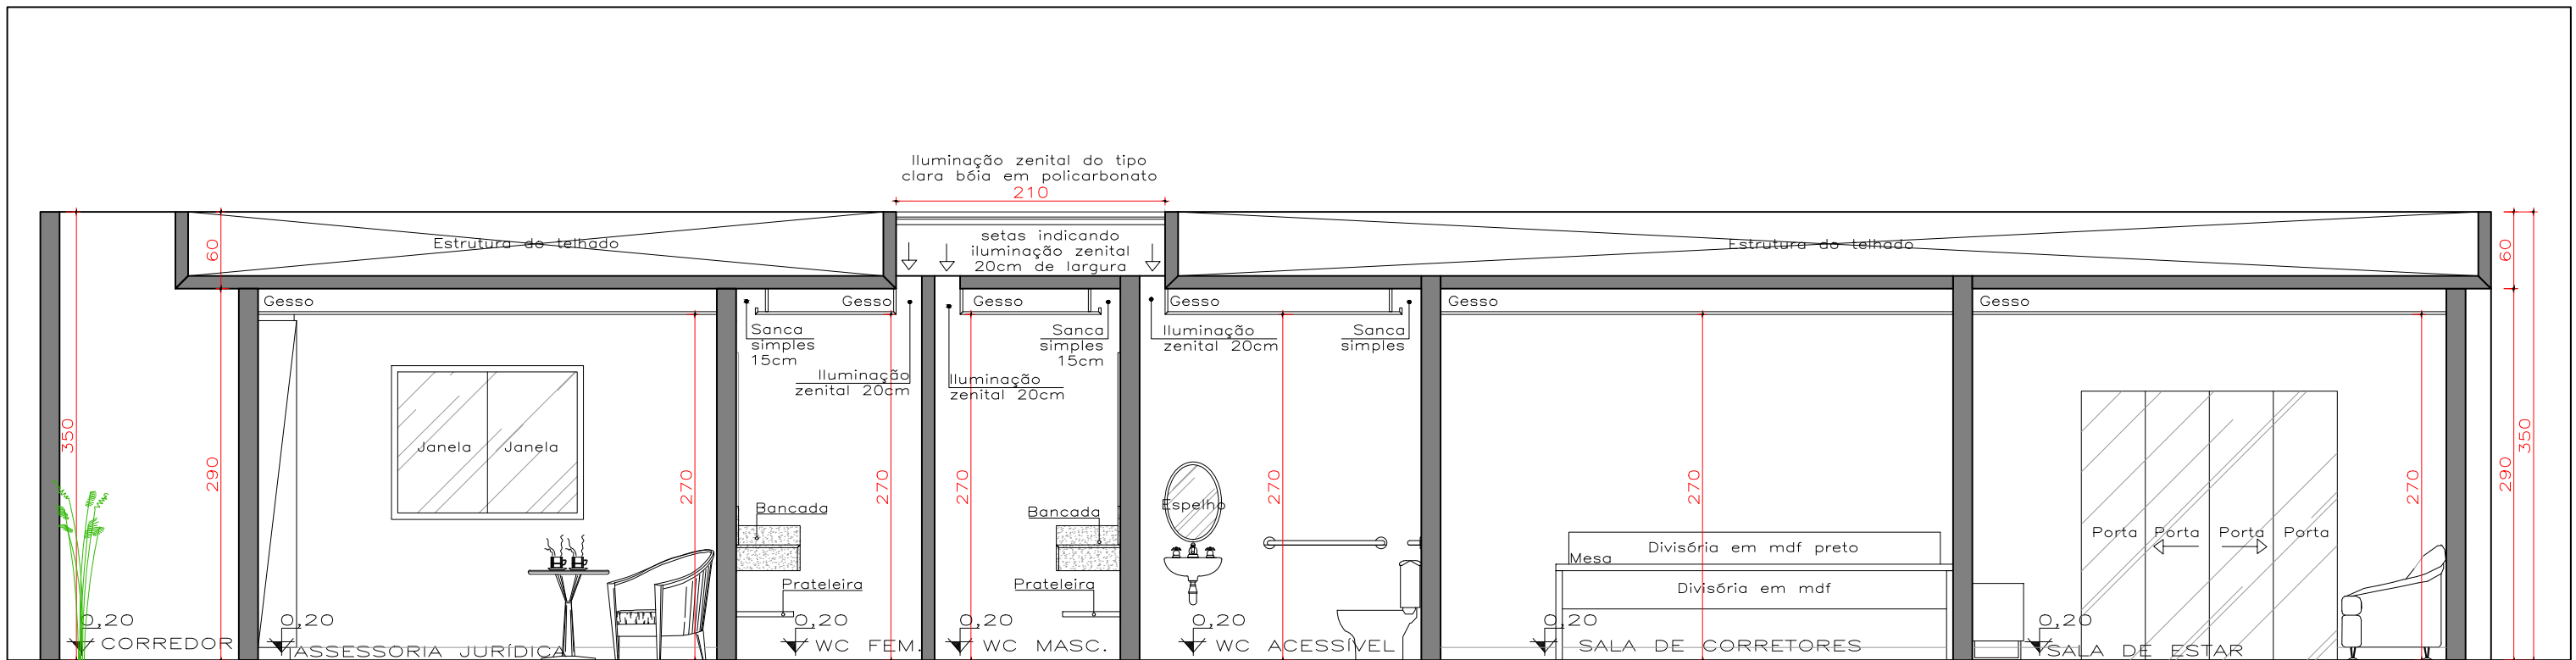 Iluminação zenital do tipo
clara bóia em policarbonato
210
setas indicando
iluminação zenital
20cm de largura
Estrutura do telhado
Estrutura do telhado
60
60
350
290
290
350
Gesso
Gesso
Gesso
Gesso
Gesso
Gesso
Sanca
simples
15cm
Iluminação
zenital 20cm
Iluminação
zenital 20cm
Sanca
simples
15cm
Iluminação
zenital 20cm
Sanca
simples
Janela
Janela
270
270
270
270
270
270
Bancada
Bancada
Espelho
Prateleira
Prateleira
Mesa
Divisória em mdf preto
Divisória em mdf
Porta
Porta
Porta
Porta
0,20
CORREDOR
0,20
ASSESSORIA JURÍDICA
0,20
WC FEM.
0,20
WC MASC.
0,20
WC ACESSÍVEL
0,20
SALA DE CORRETORES
0,20
SALA DE ESTAR